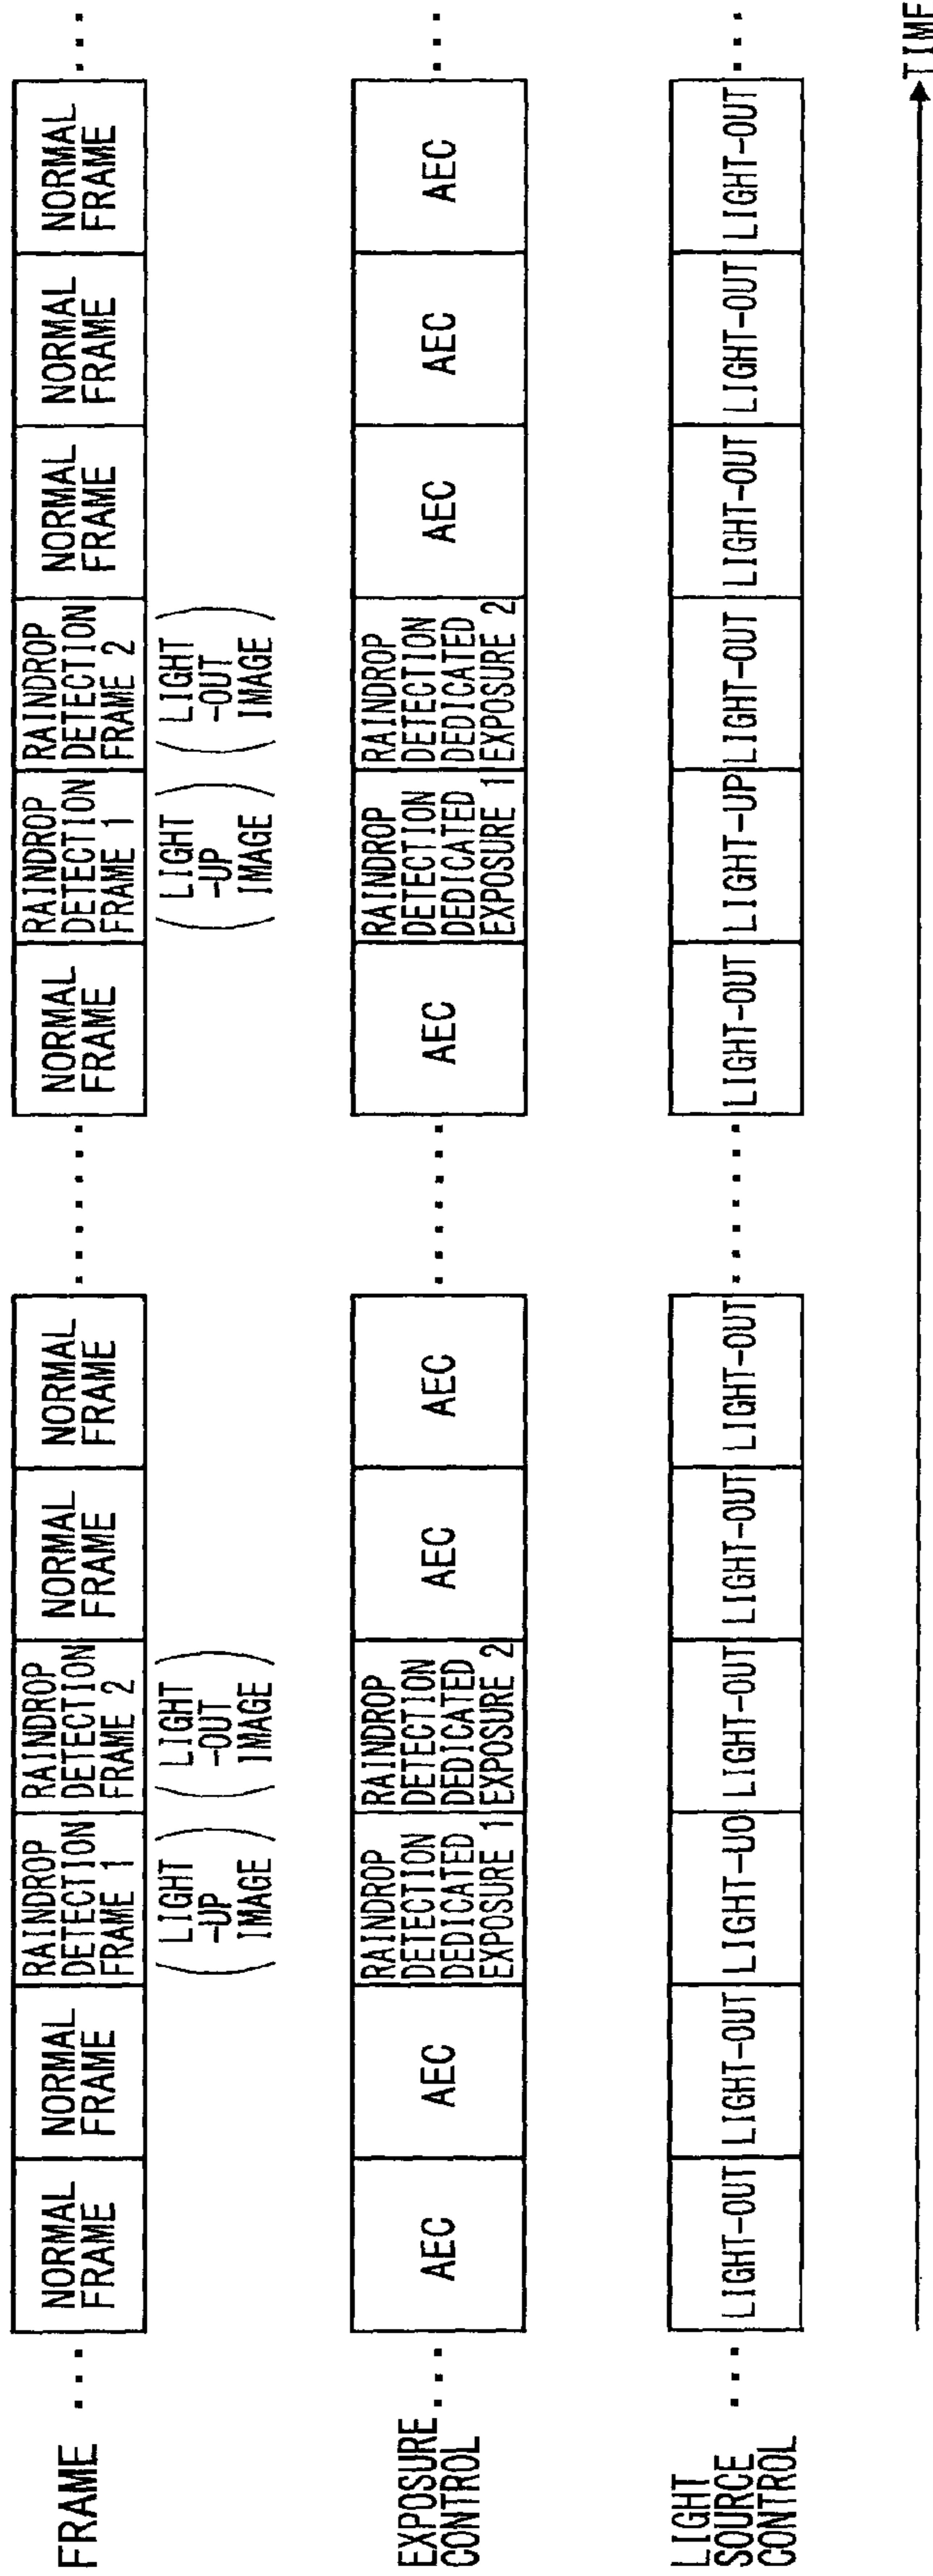 FRAME ...
NORMAL
FRAME
NORMAL
FRAME
RAINDROP
DETECTION
FRAME 1
RAINDROP
DETECTION
FRAME 2
NORMAL
FRAME
NORMAL
FRAME
......
NORMAL
FRAME
RAINDROP
DETECTION
FRAME 1
RAINDROP
DETECTION
FRAME 2
NORMAL
FRAME
NORMAL
FRAME
NORMAL
FRAME
...
(LIGHT
-UP
IMAGE)
(LIGHT
-OUT
IMAGE)
(LIGHT
-UP
IMAGE)
(LIGHT
-OUT
IMAGE)
EXPOSURE
CONTROL
...
AEC
AEC
RAINDROP
DETECTION
DEDICATED
EXPOSURE 1
RAINDROP
DETECTION
DEDICATED
EXPOSURE 2
AEC
AEC
......
AEC
RAINDROP
DETECTION
DEDICATED
EXPOSURE 1
RAINDROP
DETECTION
DEDICATED
EXPOSURE 2
AEC
AEC
AEC
...
LIGHT
SOURCE
CONTROL
...
LIGHT-OUT
LIGHT-OUT
LIGHT-UO
LIGHT-OUT
LIGHT-OUT
LIGHT-OUT
......
LIGHT-OUT
LIGHT-UP
LIGHT-OUT
LIGHT-OUT
LIGHT-OUT
LIGHT-OUT
...
TIME